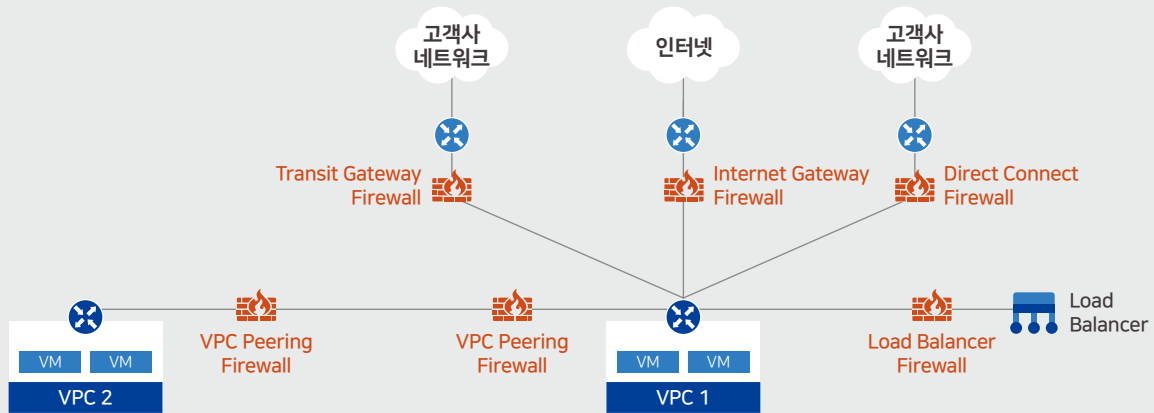 고객사
네트워크
인터넷
고객사
네트워크
Transit Gateway
Firewall
Internet Gateway
Firewall
Direct Connect
Firewall
VPC Peering
Firewall
VPC Peering
Firewall
Load Balancer
Firewall
Load
Balancer
VM
VM
VPC 2
VM
VM
VPC 1